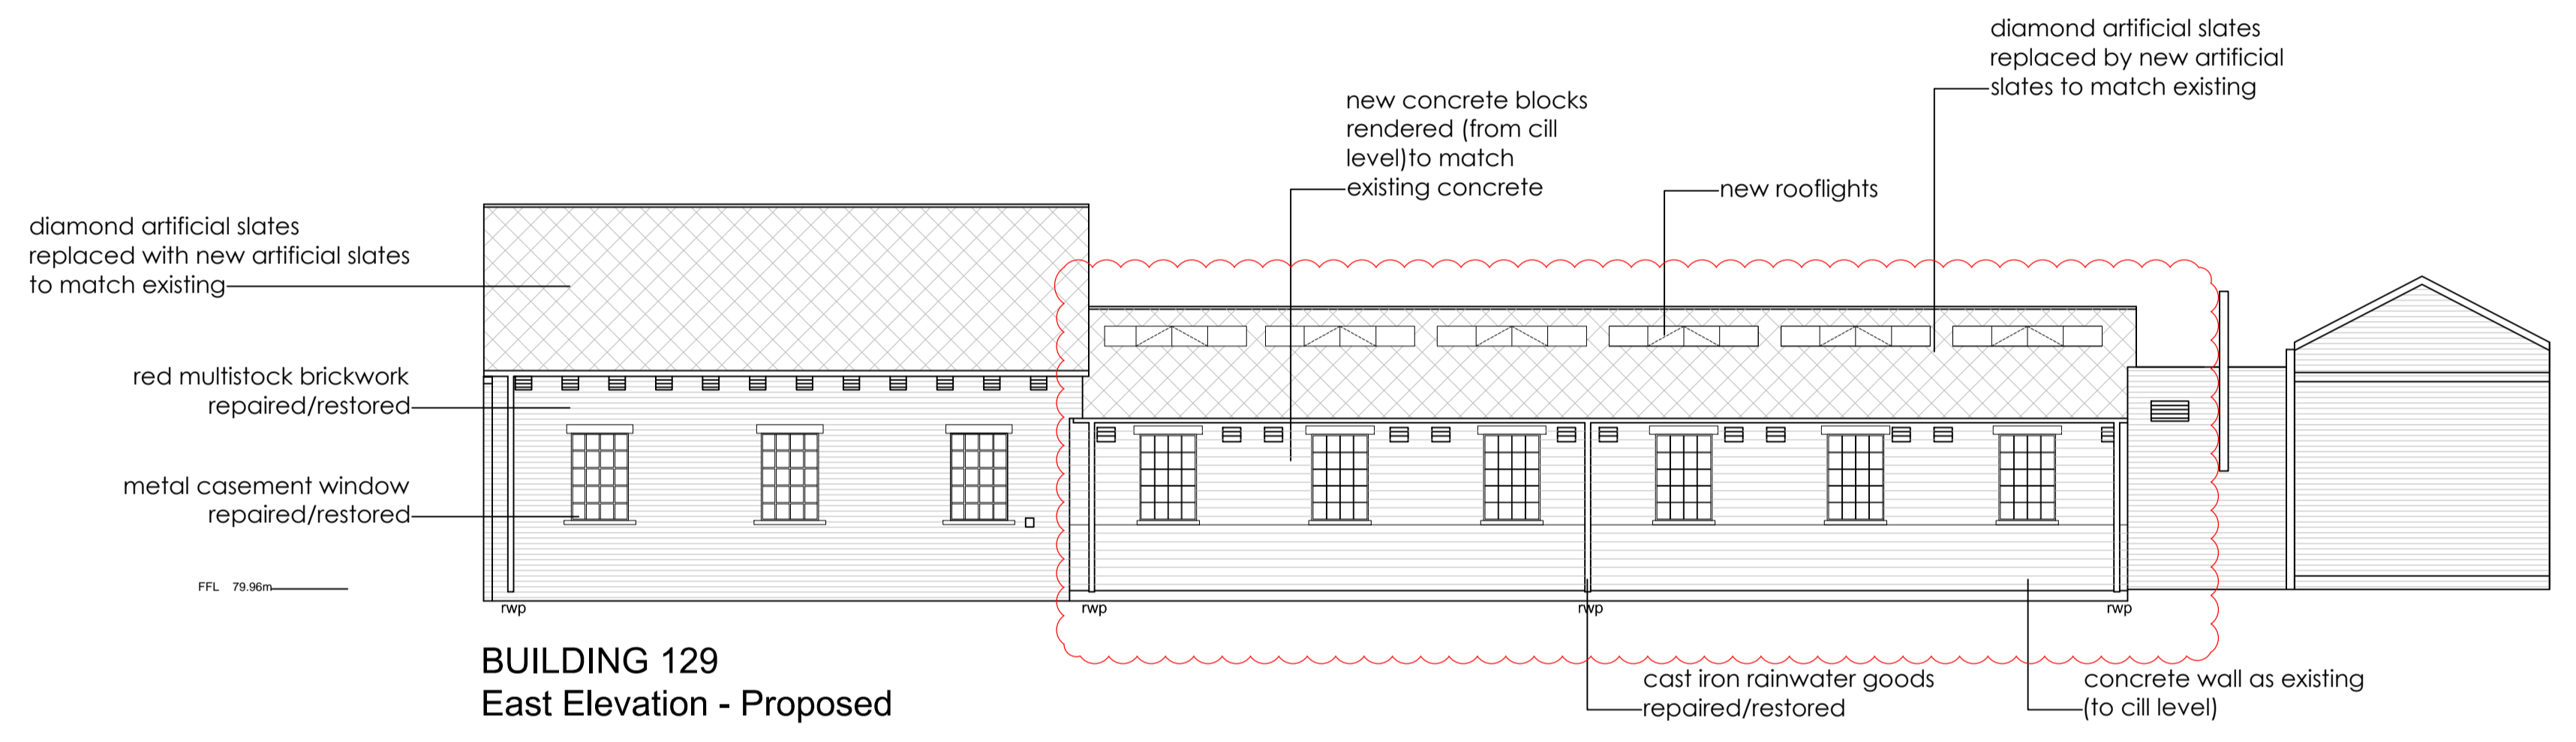 diamond artificial slates
replaced by new artificial
slates to match existing
new concrete blocks
rendered (from cill
level)to match
existing concrete
new rooflights
diamond artificial slates
replaced with new artificial slates
to match existing
red multistock brickwork
repaired/restored
metal casement window
repaired/restored
FFL 79.96m
rwp
rwp
rwp
rwp
BUILDING 129
East Elevation - Proposed
cast iron rainwater goods
repaired/restored
concrete wall as existing
(to cill level)